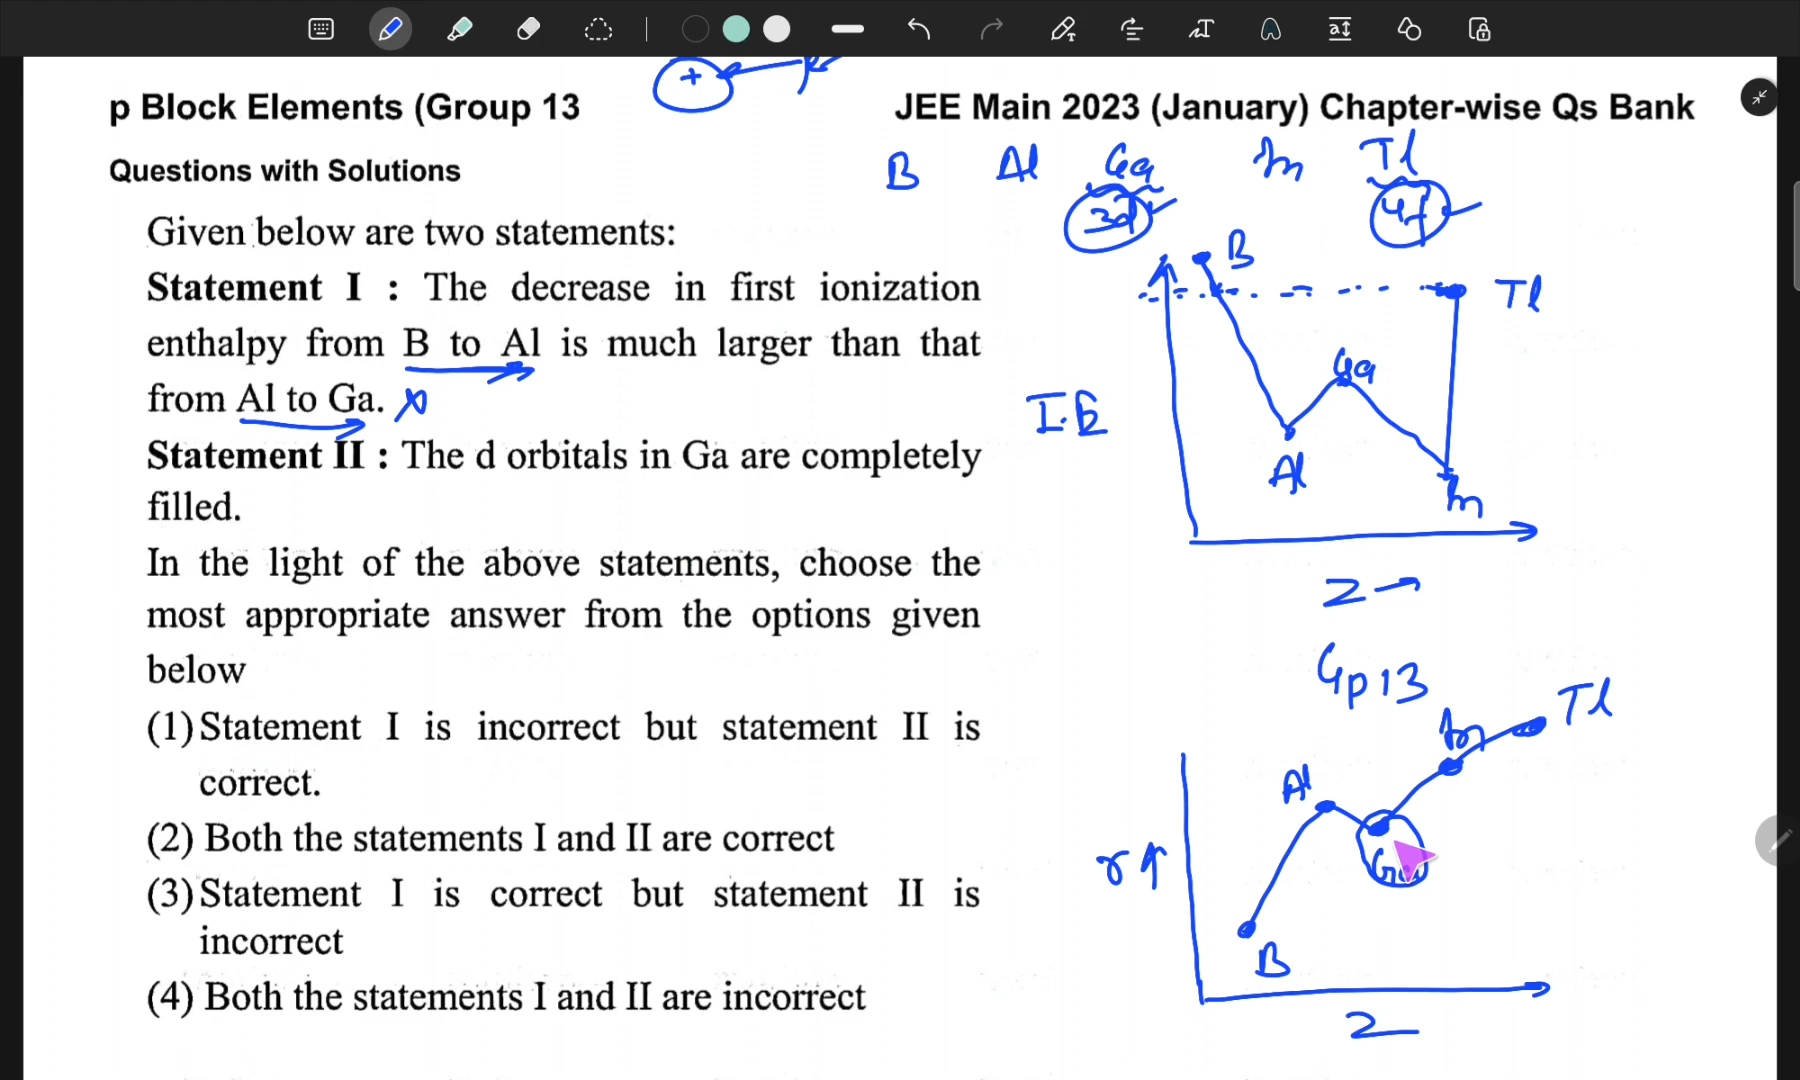 +
p Block Elements (Group 13
JEE Main 2023 (January) Chapter-wise Qs Bank
Questions with Solutions
B Al Ga In Tl
3d 4f
Given below are two statements:
Statement I : The decrease in first ionization
enthalpy from B to Al is much larger than that
from Al to Ga. X
Statement II : The d orbitals in Ga are completely
filled.
In the light of the above statements, choose the
most appropriate answer from the options given
below
(1) Statement I is incorrect but statement II is
correct.
(2) Both the statements I and II are correct
(3) Statement I is correct but statement II is
incorrect
(4) Both the statements I and II are incorrect
B
Tl
Ga
I.E
Al
In
Z →
Gp 13
Tl
In
Al
r ↑
Ga
B
Z